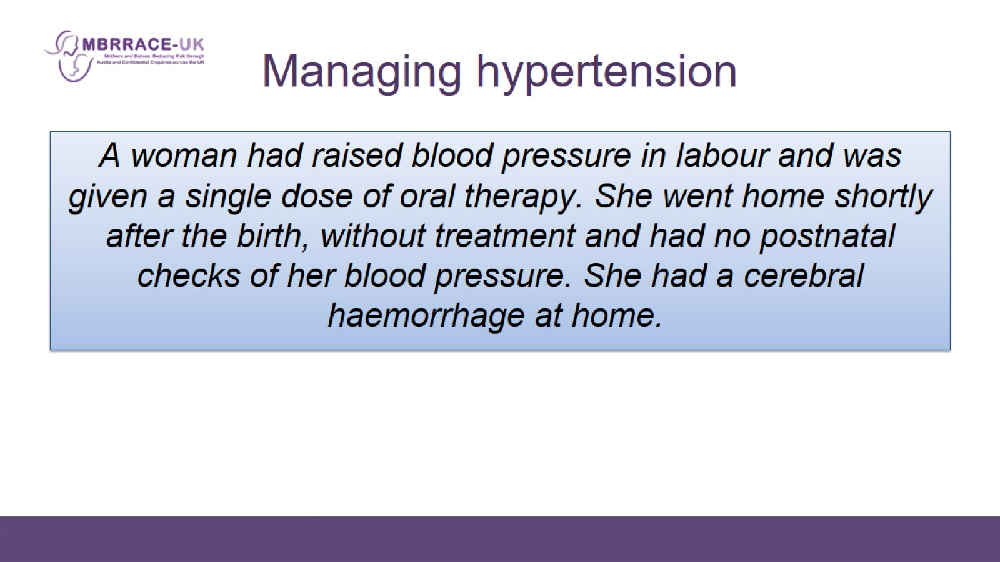 MBRRACE-UK
Mothers and Babies: Reducing Risk through
Audits and Confidential Enquiries across the UK
Managing hypertension
A woman had raised blood pressure in labour and was
given a single dose of oral therapy. She went home shortly
after the birth, without treatment and had no postnatal
checks of her blood pressure. She had a cerebral
haemorrhage at home.